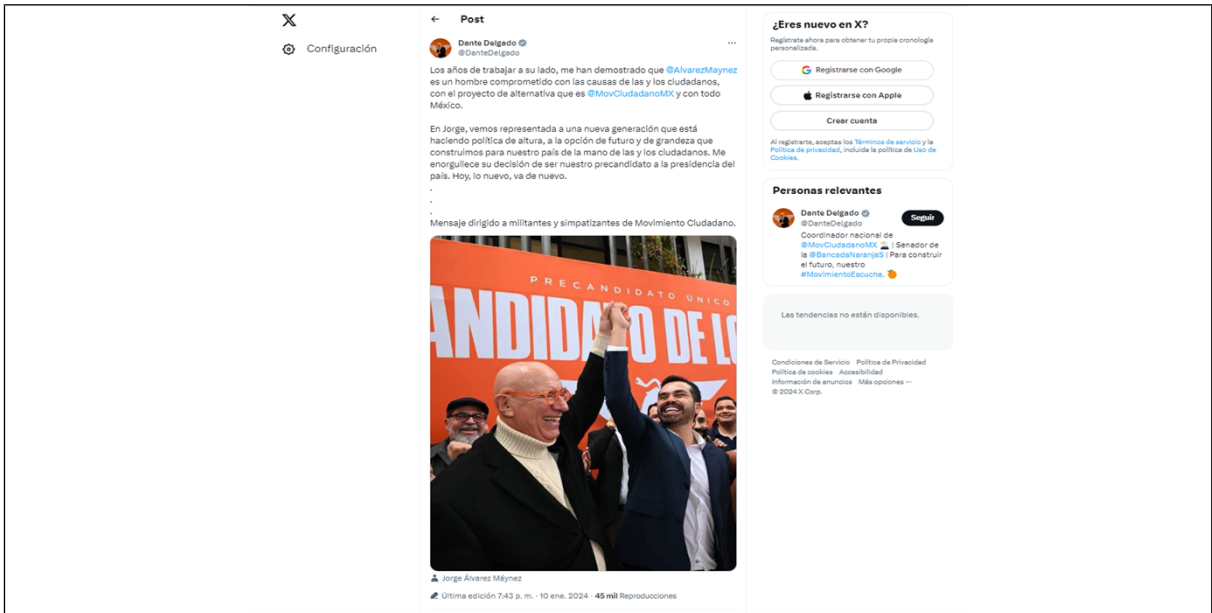 X
Configuración
← Post
Dante Delgado
@DanteDelgado
Los años de trabajar a su lado, me han demostrado que @AlvarezMaynez
es un hombre comprometido con las causas de las y los ciudadanos,
con el proyecto de alternativa que es @MovCiudadanoMX y con todo
México.
En Jorge, vemos representada a una nueva generación que está
haciendo política de altura, a la opción de futuro y de grandeza que
construimos para nuestro país de la mano de las y los ciudadanos. Me
enorgullece su decisión de ser nuestro precandidato a la presidencia del
país. Hoy, lo nuevo, va de nuevo.
.
.
.
Mensaje dirigido a militantes y simpatizantes de Movimiento Ciudadano.
PRECANDIDATO ÚNICO
ANDIDATO DE LO
Jorge Álvarez Máynez
Última edición 7:43 p. m. · 10 ene. 2024 · 45 mil Reproducciones
¿Eres nuevo en X?
Regístrate ahora para obtener tu propia cronología
personalizada.
Registrarse con Google
Registrarse con Apple
Crear cuenta
Al registrarte, aceptas los Términos de servicio y la
Política de privacidad, incluida la política de Uso de
Cookies.
Personas relevantes
Dante Delgado
@DanteDelgado
Seguir
Coordinador nacional de
@MovCiudadanoMX | Senador de
la @BancadaNaranjaS | Para construir
el futuro, nuestro
#MovimientoEscucha.
Las tendencias no están disponibles.
Condiciones de Servicio Política de Privacidad
Política de cookies Accesibilidad
Información de anuncios Más opciones ···
© 2024 X Corp.